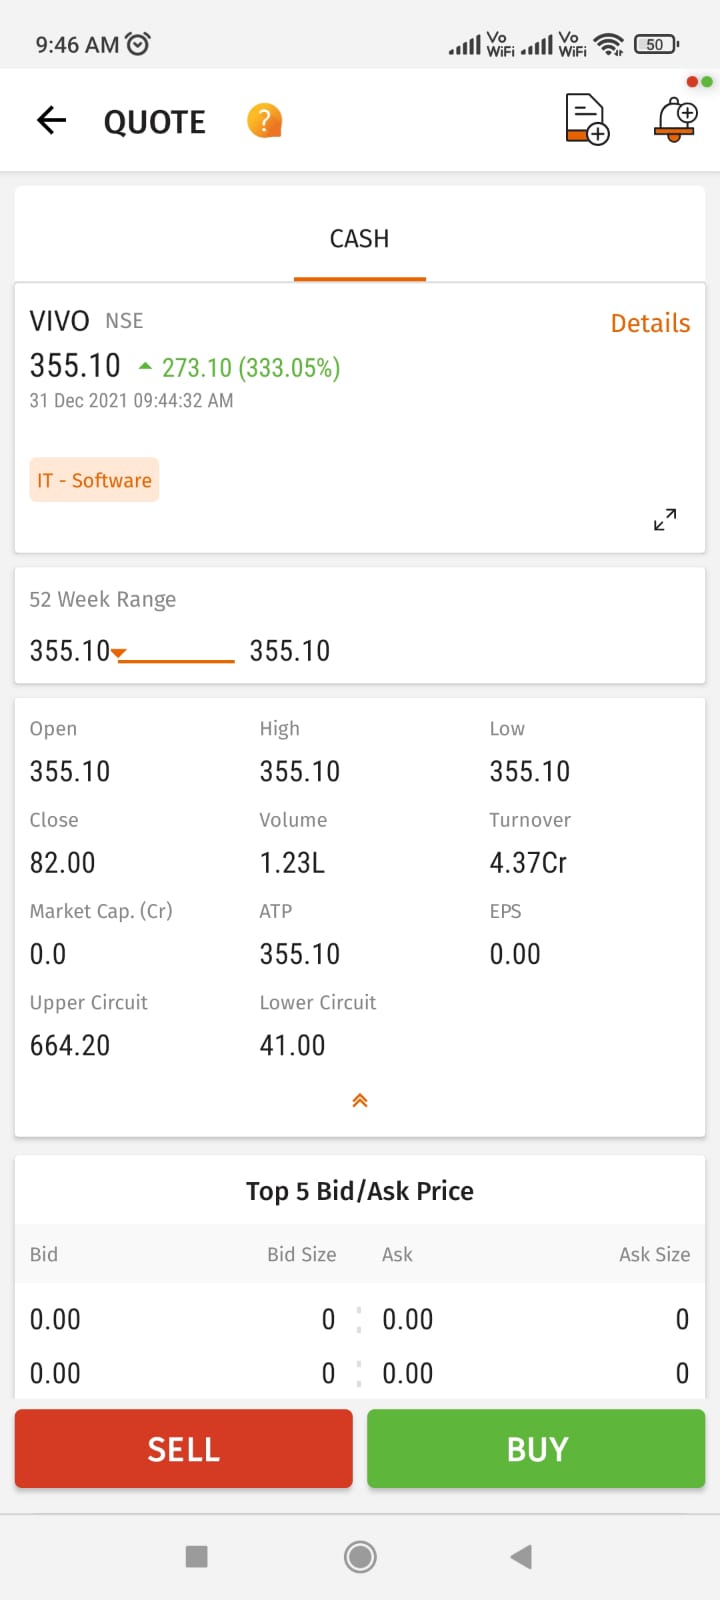 9:46 AM
Vo WiFi Vo WiFi 50
QUOTE ?
CASH
VIVO NSE Details
355.10 273.10 (333.05%)
31 Dec 2021 09:44:32 AM
IT - Software
52 Week Range
355.10 355.10
Open High Low
355.10 355.10 355.10
Close Volume Turnover
82.00 1.23L 4.37Cr
Market Cap. (Cr) ATP EPS
0.0 355.10 0.00
Upper Circuit Lower Circuit
664.20 41.00
Top 5 Bid/Ask Price
Bid Bid Size Ask Ask Size
0.00 0 0.00 0
0.00 0 0.00 0
SELL BUY